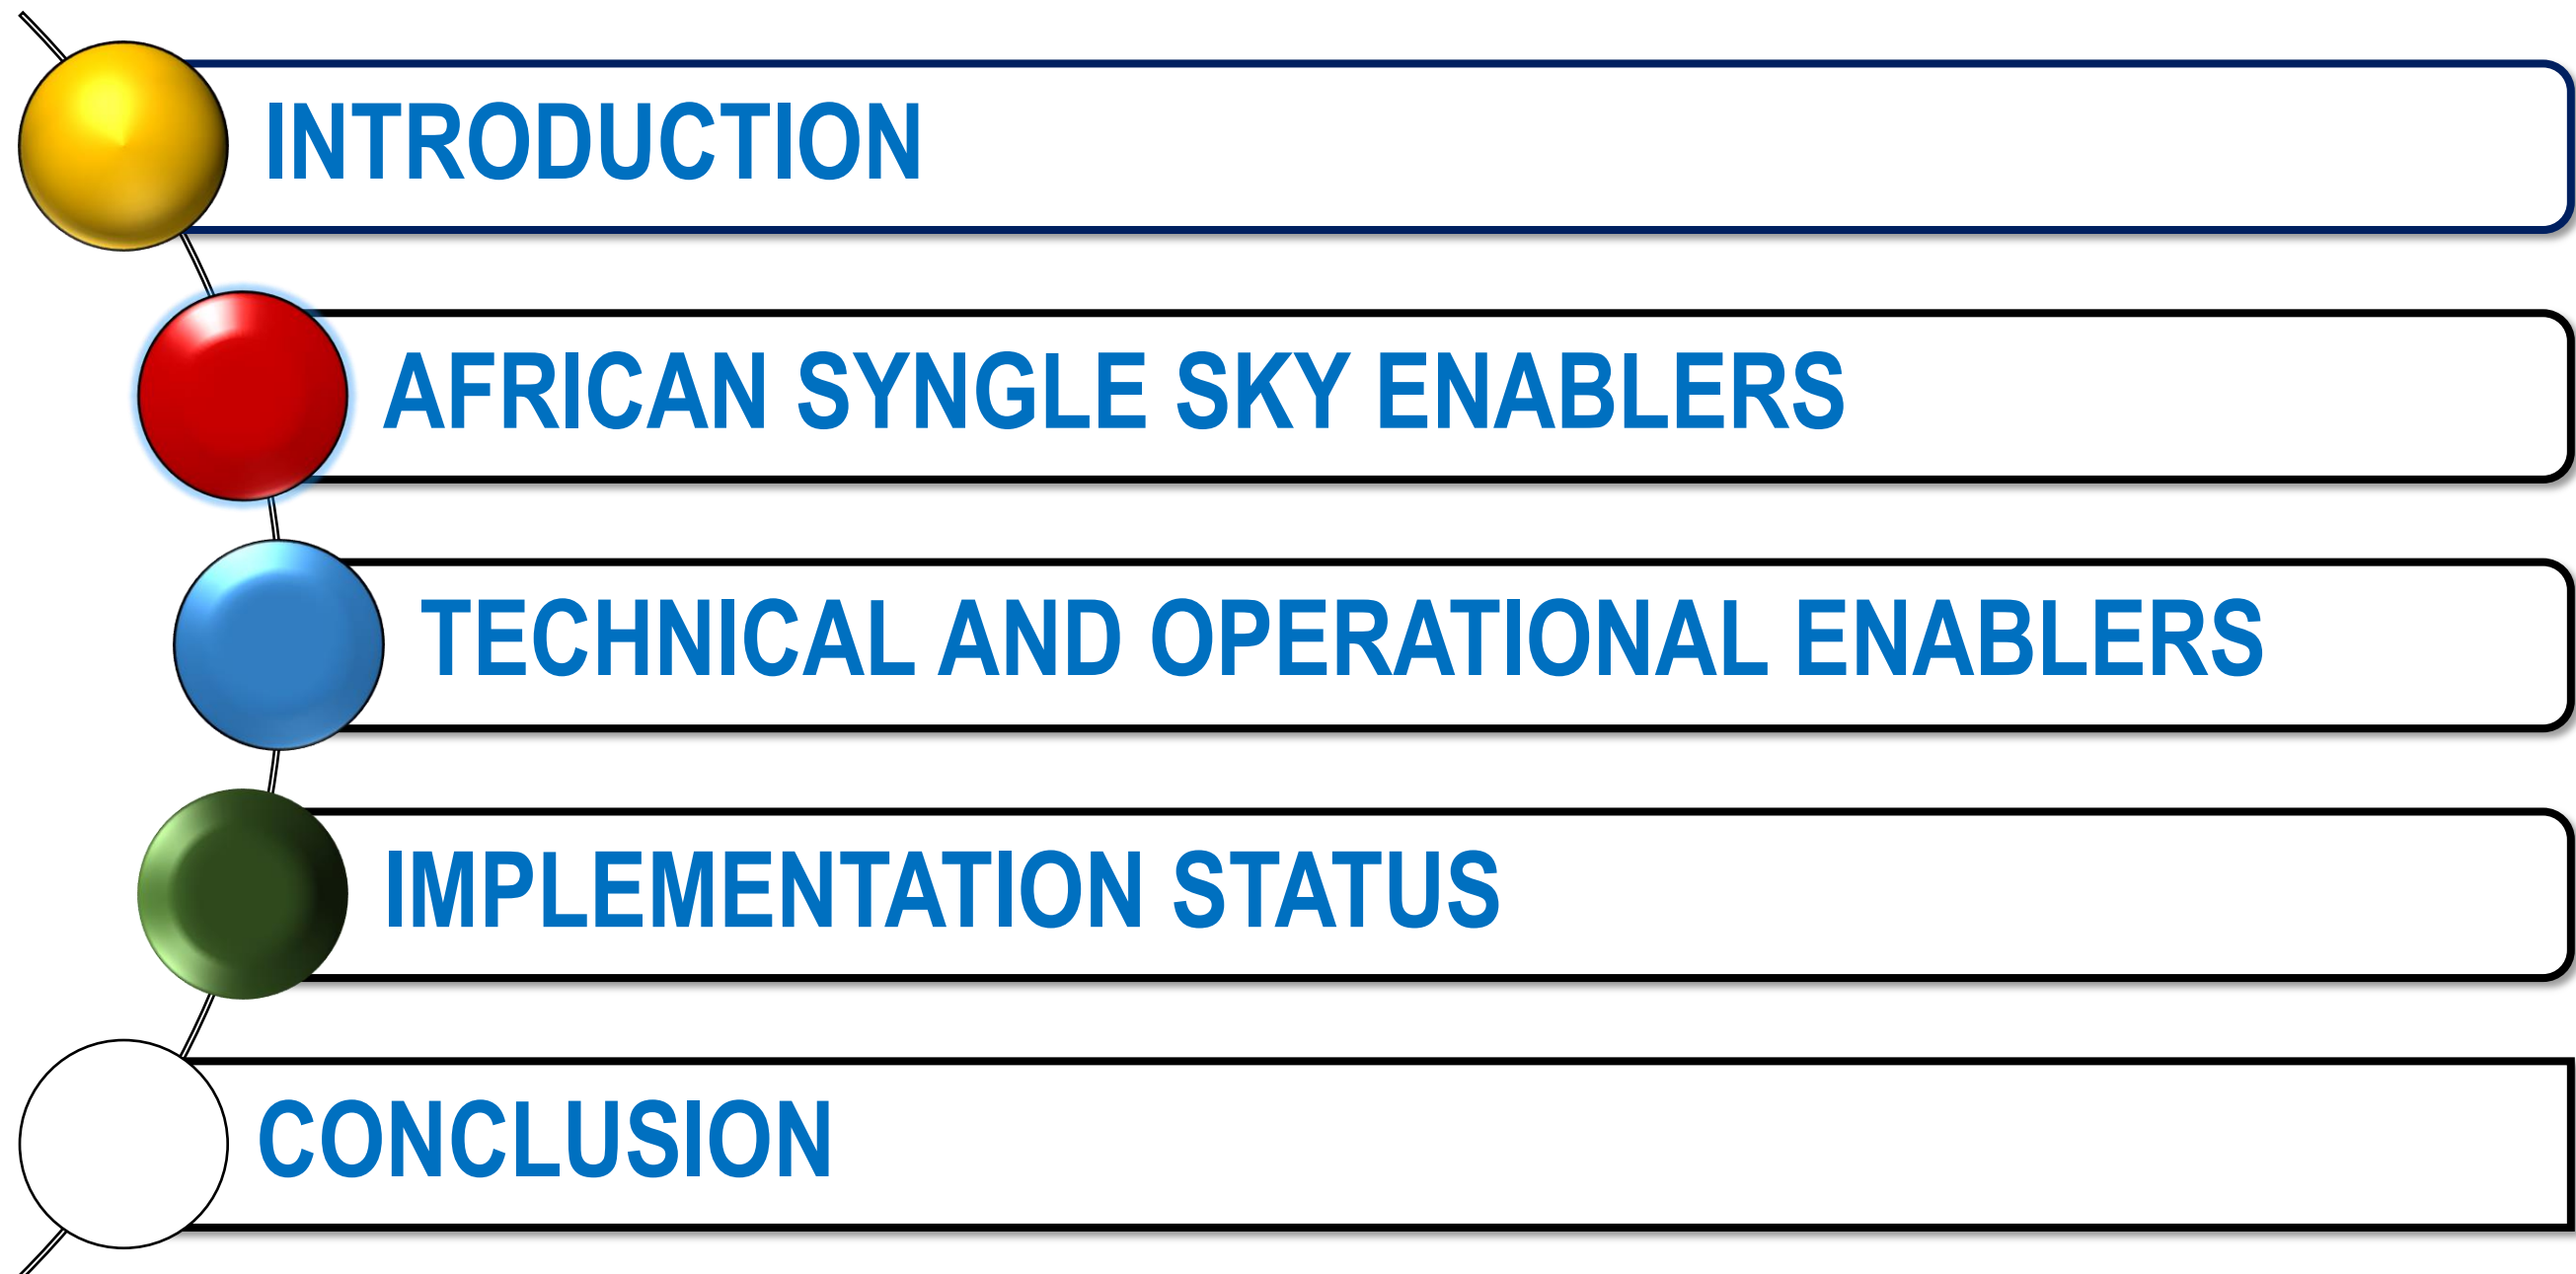 INTRODUCTION
AFRICAN SYNGLE SKY ENABLERS
TECHNICAL AND OPERATIONAL ENABLERS
IMPLEMENTATION STATUS
CONCLUSION